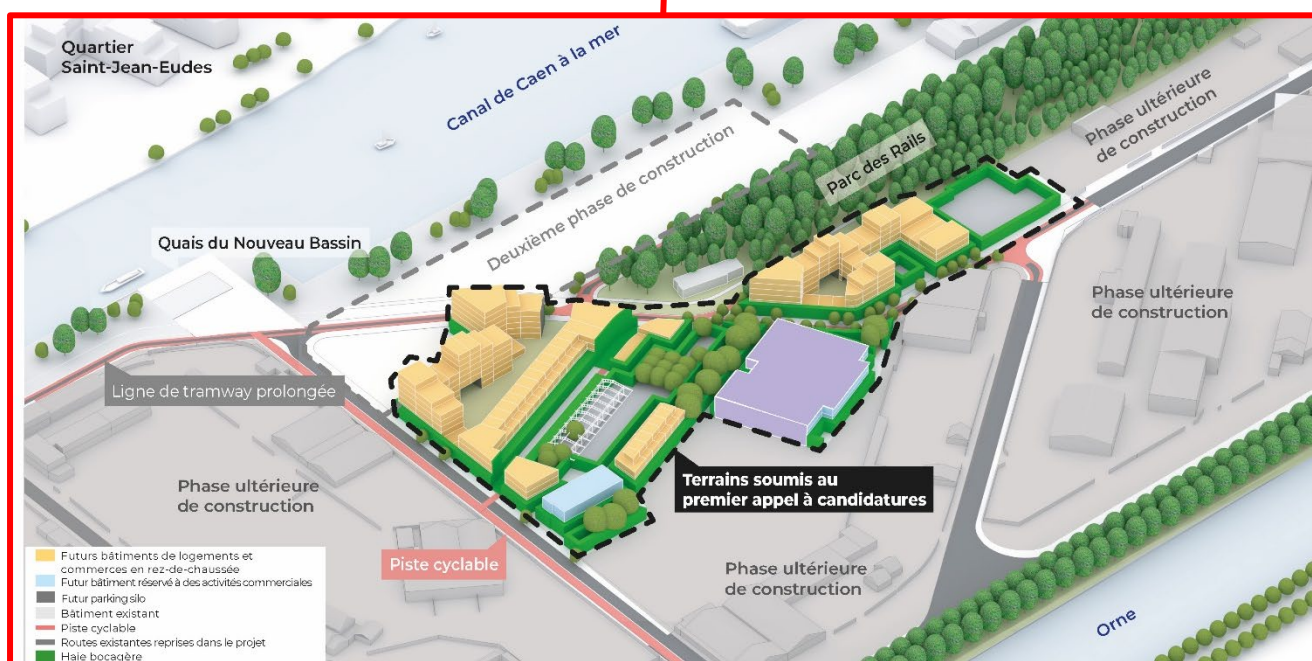 Quartier
Saint-Jean-Eudes
Canal de Caen à la mer
Phase ultérieure
de construction
Parc des Rails
Deuxième phase de construction
Quais du Nouveau Bassin
Phase ultérieure
de construction
Ligne de tramway prolongée
Terrains soumis au
premier appel à candidatures
Phase ultérieure
de construction
Piste cyclable
Phase ultérieure
de construction
Orne
Futurs bâtiments de logements et
commerces en rez-de-chaussée
Futur bâtiment réservé à des activités commerciales
Futur parking silo
Bâtiment existant
Piste cyclable
Routes existantes reprises dans le projet
Haie bocagère